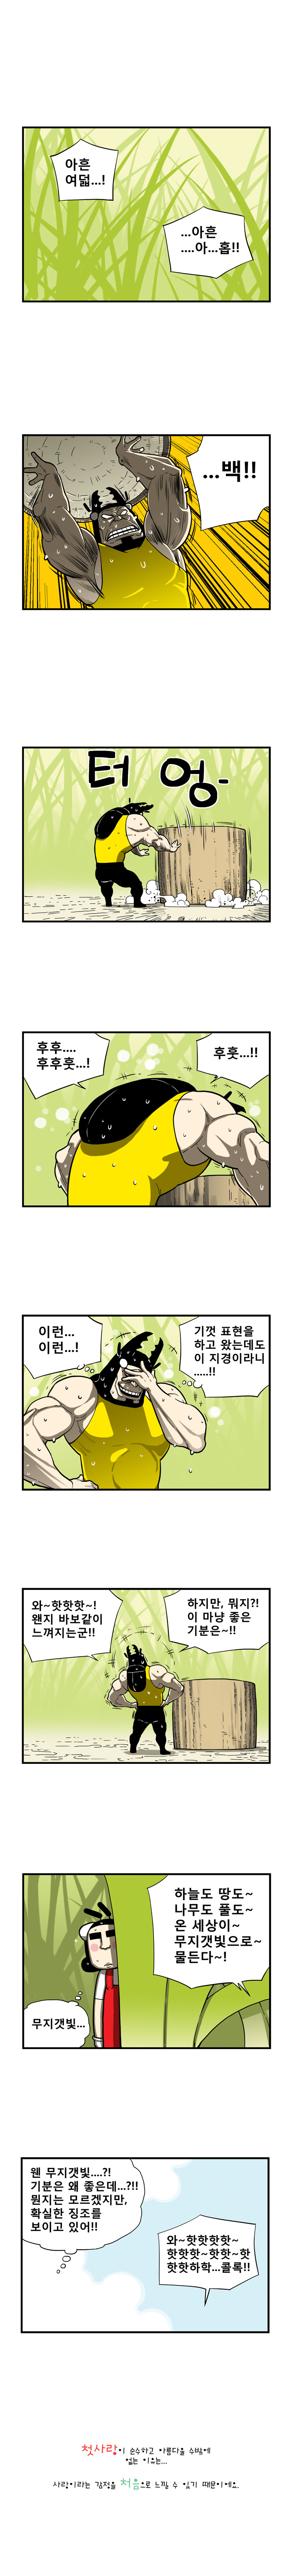 아흔
여덟...!
...아흔
....아...홉!!
...백!!
터 엉-
후후....
후후훗...!
후훗...!!
이런...
이런...!
기껏 표현을
하고 왔는데도
이 지경이라니
.....!!
와~핫핫핫~!
왠지 바보같이
느껴지는군!!
하지만, 뭐지?!
이 마냥 좋은
기분은~!!
하늘도 땅도~
나무도 풀도~
온 세상이~
무지갯빛으로~
물든다~!
무지갯빛...
웬 무지갯빛....?!
기분은 왜 좋은데...?!!
뭔지는 모르겠지만,
확실한 징조를
보이고 있어!!
와~핫핫핫핫~
핫핫핫~핫핫~핫
핫핫핫하학...콜록!!
첫사랑이 순수하고 아름다울 수밖에
없는 이유는...
사랑이라는 감정을 처음으로 느낄 수 있기 때문이에요.